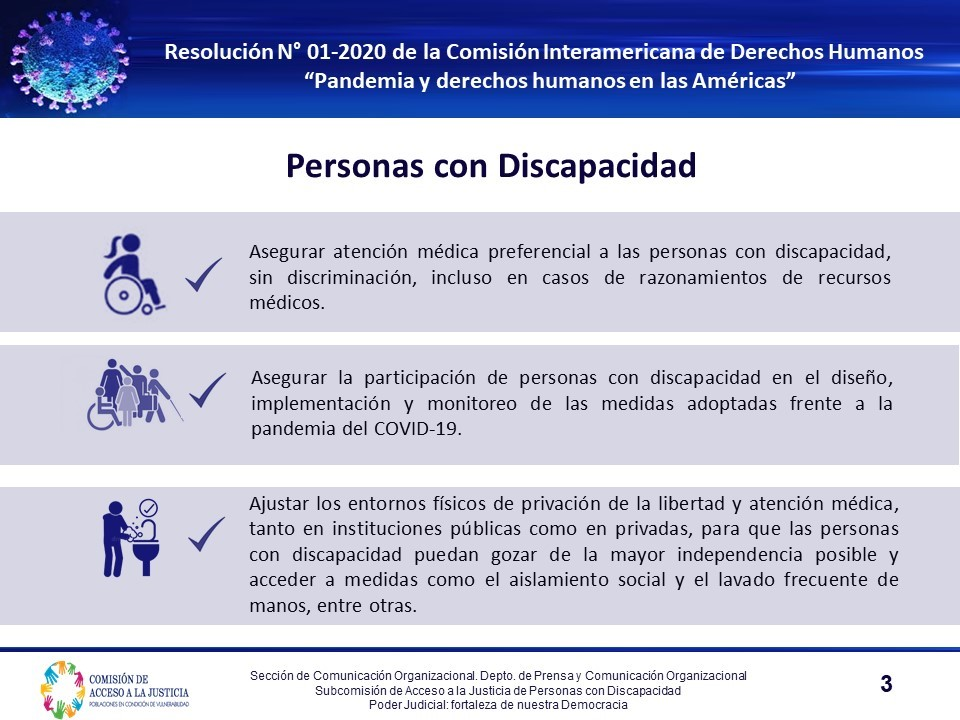 Resolución N° 01-2020 de la Comisión Interamericana de Derechos Humanos
“Pandemia y derechos humanos en las Américas”
Personas con Discapacidad
Asegurar atención médica preferencial a las personas con discapacidad,
sin discriminación, incluso en casos de razonamientos de recursos
médicos.
Asegurar la participación de personas con discapacidad en el diseño,
implementación y monitoreo de las medidas adoptadas frente a la
pandemia del COVID-19.
Ajustar los entornos físicos de privación de la libertad y atención médica,
tanto en instituciones públicas como en privadas, para que las personas
con discapacidad puedan gozar de la mayor independencia posible y
acceder a medidas como el aislamiento social y el lavado frecuente de
manos, entre otras.
COMISIÓN DE
ACCESO A LA JUSTICIA
POBLACIONES EN CONDICIÓN DE VULNERABILIDAD
Sección de Comunicación Organizacional. Depto. de Prensa y Comunicación Organizacional
Subcomisión de Acceso a la Justicia de Personas con Discapacidad
Poder Judicial: fortaleza de nuestra Democracia
3